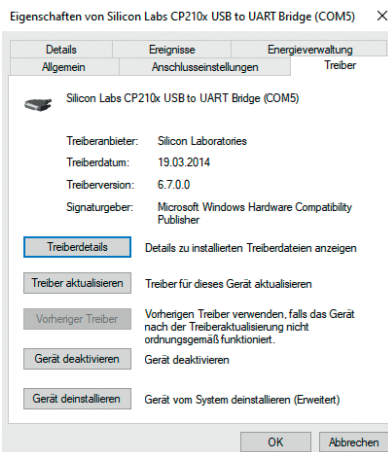 Eigenschaften von Silicon Labs CP210x USB to UART Bridge (COM5)
Details Ereignisse Energieverwaltung
Allgemein Anschlusseinstellungen Treiber
Silicon Labs CP210x USB to UART Bridge (COM5)
Treiberanbieter: Silicon Laboratories
Treiberdatum: 19.03.2014
Treiberversion: 6.7.0.0
Signaturgeber: Microsoft Windows Hardware Compatibility
Publisher
Treiberdetails Details zu installierten Treiberdateien anzeigen
Treiber aktualisieren Treiber für dieses Gerät aktualisieren
Vorheriger Treiber Vorherigen Treiber verwenden, falls das Gerät
nach der Treiberaktualisierung nicht
ordnungsgemäß funktioniert.
Gerät deaktivieren Gerät deaktivieren
Gerät deinstallieren Gerät vom System deinstallieren (Erweitert)
OK Abbrechen